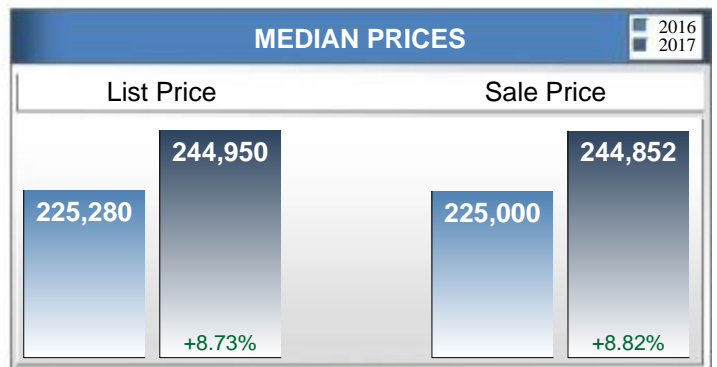 MEDIAN PRICES
2016
2017
List Price
Sale Price
225,280
244,950
+8.73%
225,000
244,852
+8.82%